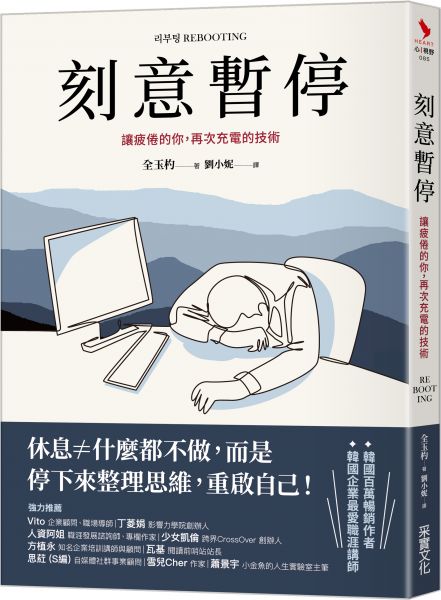 리부팅 REBOOTING
刻意暫停
讓疲倦的你，再次充電的技術
全玉杓——著 劉小妮——譯
休息≠什麼都不做，而是
停下來整理思維，重啟自己！
韓國百萬暢銷作者
韓國企業最愛職涯講師
強力推薦
Vito 企業顧問、職場導師｜丁菱娟 影響力學院創辦人
人資阿姐 職涯發展諮詢師、專欄作家｜少女凱倫 跨界CrossOver 創辦人
方植永 知名企業培訓講師與顧問｜瓦基 閱讀前哨站站長
思葒（S編） 自媒體社群事業顧問｜雪兒Cher 作家｜蕭景宇 小金魚的人生實驗室主筆
HEART
心｜視野
085
刻意暫停
讓疲倦的你，再次充電的技術
RE
BOOT
ING
全玉杓 著
劉小妮 譯
采實文化